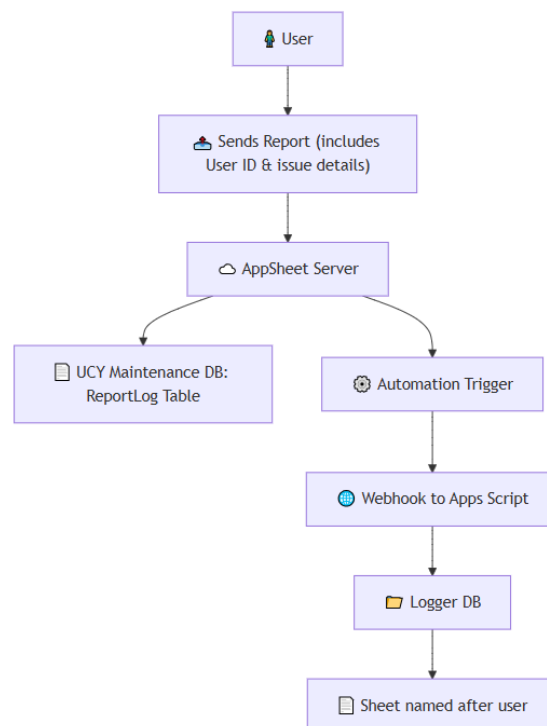 User
Sends Report (includes
User ID & issue details)
AppSheet Server
UCY Maintenance DB:
ReportLog Table
Automation Trigger
Webhook to Apps Script
Logger DB
Sheet named after user